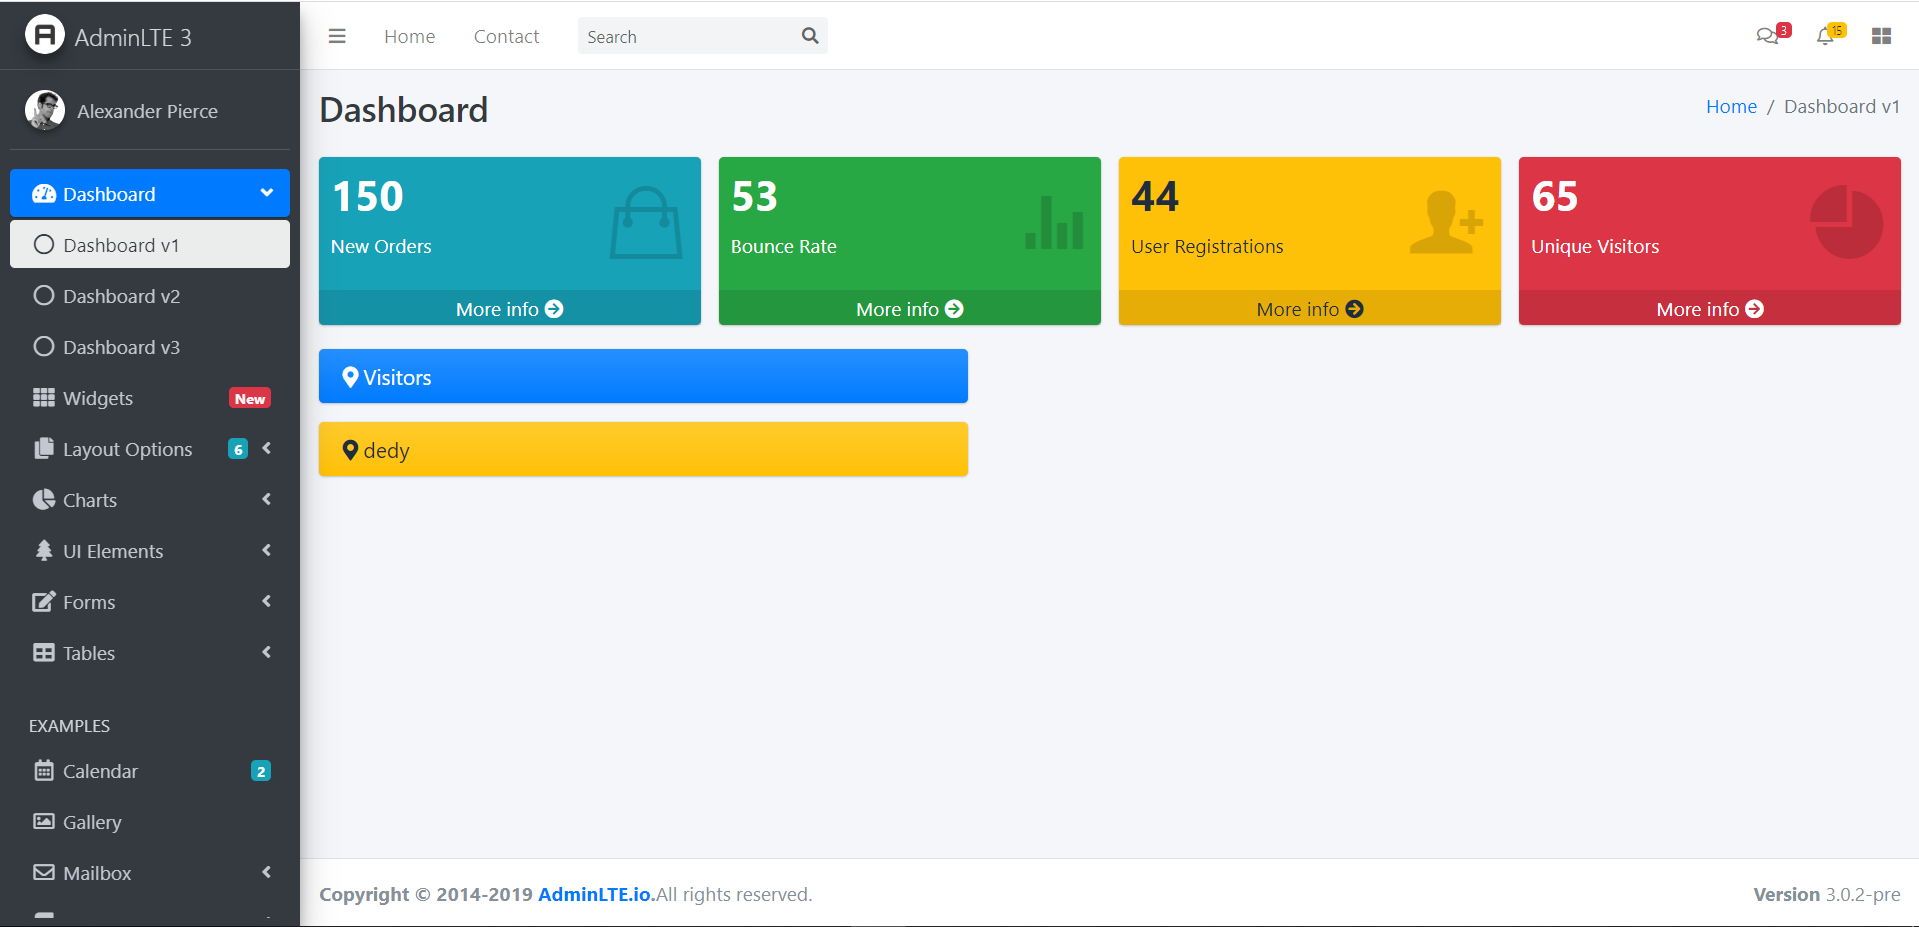 AdminLTE 3
Home
Contact
Search
3
15
Alexander Pierce
Dashboard
Home / Dashboard v1
Dashboard
Dashboard v1
Dashboard v2
Dashboard v3
Widgets
New
Layout Options
6
Charts
UI Elements
Forms
Tables
EXAMPLES
Calendar
2
Gallery
Mailbox
150
New Orders
More info
53
Bounce Rate
More info
44
User Registrations
More info
65
Unique Visitors
More info
Visitors
dedy
Copyright © 2014-2019 AdminLTE.io.All rights reserved.
Version 3.0.2-pre